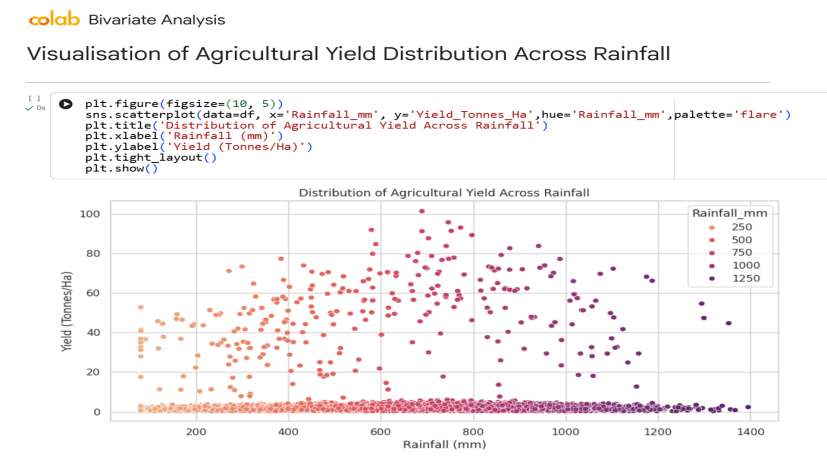 colab Bivariate Analysis
Visualisation of Agricultural Yield Distribution Across Rainfall
[ ]
0s
plt.figure(figsize=(10, 5))
sns.scatterplot(data=df, x='Rainfall_mm', y='Yield_Tonnes_Ha',hue='Rainfall_mm',palette='flare')
plt.title('Distribution of Agricultural Yield Across Rainfall')
plt.xlabel('Rainfall (mm)')
plt.ylabel('Yield (Tonnes/Ha)')
plt.tight_layout()
plt.show()
Distribution of Agricultural Yield Across Rainfall
Yield (Tonnes/Ha)
100
80
60
40
20
0
Rainfall_mm
250
500
750
1000
1250
200 400 600 800 1000 1200 1400
Rainfall (mm)